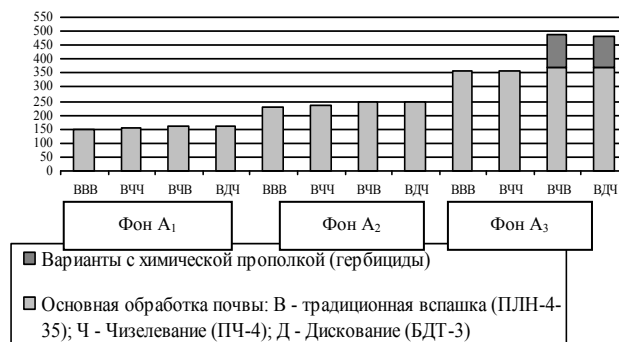 550
500
450
400
350
300
250
200
150
100
50
0
ВВВ ВЧЧ ВЧВ ВДЧ ВВВ ВЧЧ ВЧВ ВДЧ ВВВ ВЧЧ ВЧВ ВДЧ
Фон А1 Фон А2 Фон А3
Варианты с химической прополкой (гербициды)
Основная обработка почвы: В - традиционная вспашка (ПЛН-4-
35); Ч - Чизелевание (ПЧ-4); Д - Дискование (БДТ-3)